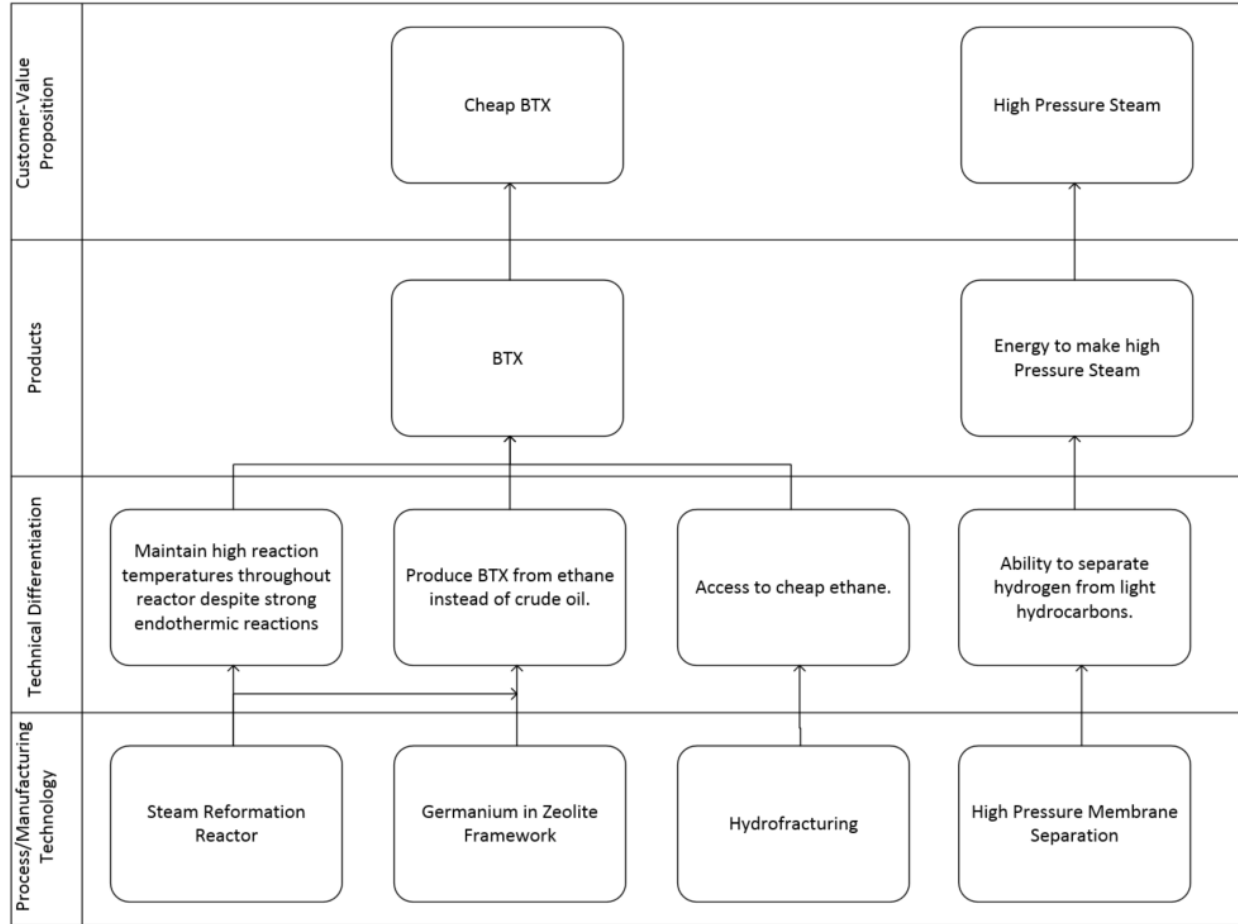 Customer-Value
Proposition
Cheap BTX
High Pressure Steam
Products
BTX
Energy to make high
Pressure Steam
Technical Differentiation
Maintain high reaction
temperatures throughout
reactor despite strong
endothermic reactions
Produce BTX from ethane
instead of crude oil.
Access to cheap ethane.
Ability to separate
hydrogen from light
hydrocarbons.
Process/Manufacturing
Technology
Steam Reformation
Reactor
Germanium in Zeolite
Framework
Hydrofracturing
High Pressure Membrane
Separation